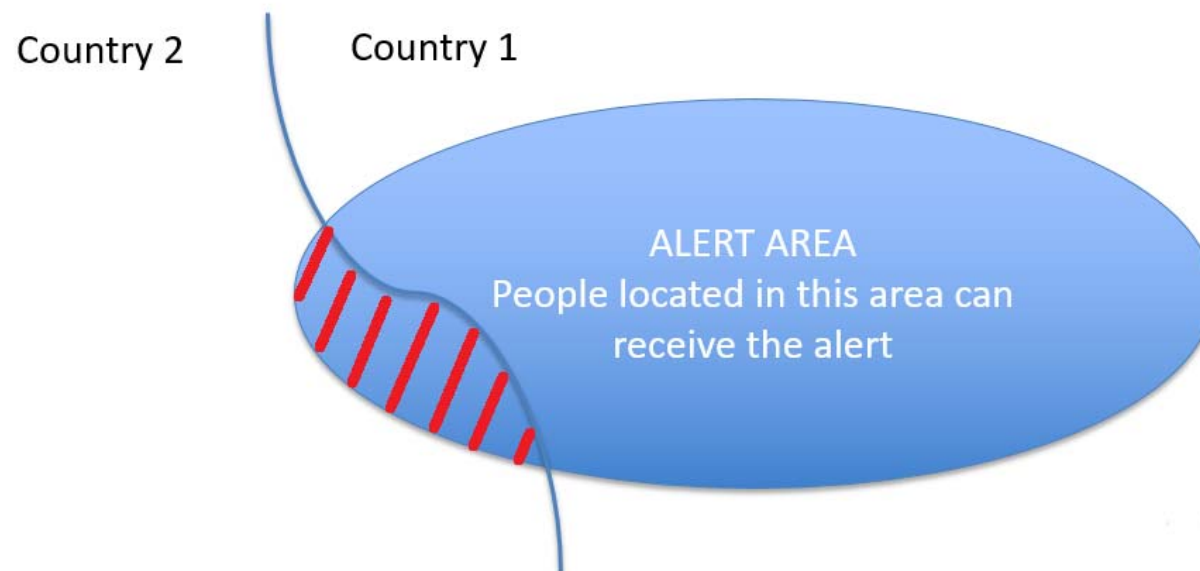 Country 2
Country 1
ALERT AREA
People located in this area can
receive the alert